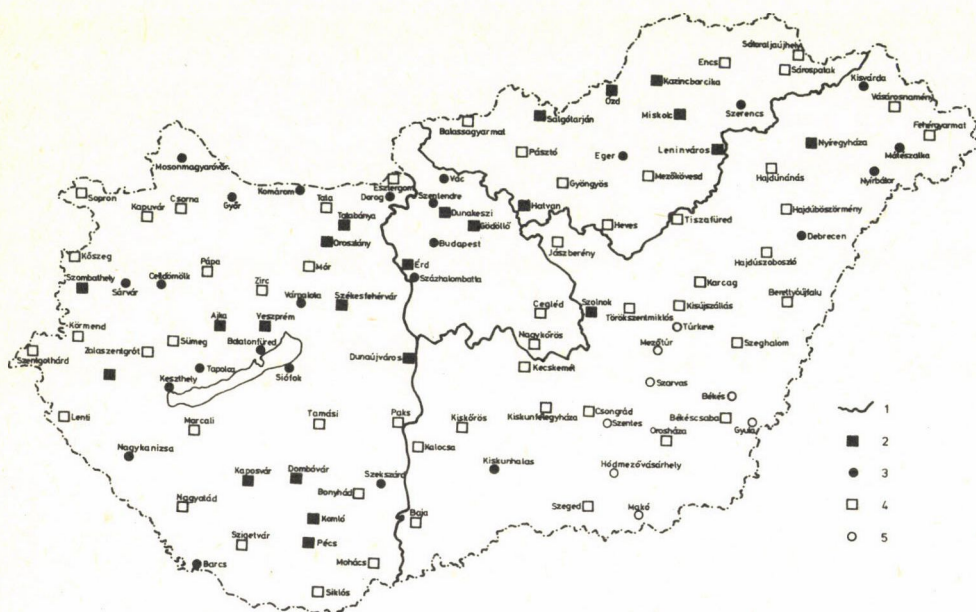 Sátoraljaújhely
Encs
Sárospatak
Kazincbarcika
Kisvárda
Ózd
Vásárosnamény
Szerencs
Salgótarján
Miskolc
Balassagyarmat
Fehérgyarmat
Nyíregyháza
Leninváros
Mátészalka
Pásztó
Eger
Mosonmagyaróvár
Vác
Mezőkövesd
Hajdúnánás
Nyírbátor
Gyöngyös
Esztergom
Komárom
Dorog
Sopron
Szentendre
Győr
Tata
Csorna
Kapuvár
Hatvan
Hajdúböszörmény
Dunakeszi
Tiszafüred
Tatabánya
Gödöllő
Heves
Debrecen
Oroszlány
Budapest
Jászberény
Kőszeg
Hajdúszoboszló
Pápa
Mór
Érd
Celldömölk
Szombathely
Százhalombatta
Karcag
Sárvár
Zirc
Várpalota
Székesfehérvár
Berettyóújfalu
Cegléd
Szolnok
Kisújszállás
Törökszentmiklós
Ajka
Veszprém
Türkeve
Körmend
Nagykőrös
Sümeg
Szeghalom
Balatonfüred
Mezőtúr
Zalaszentgrót
Szentgotthárd
Dunaújváros
Tapolca
Siófok
Kecskemét
Keszthely
Szarvas
Békés
Lenti
Tamási
Paks
Kiskőrös
Kiskunfélegyháza
Csongrád
Békéscsaba
Marcali
Szentes
Gyula
Orosháza
Kalocsa
Nagykanizsa
Kiskunhalas
Hódmezővásárhely
Kaposvár
Dombóvár
Szekszárd
Bonyhád
Nagyatád
Szeged
Makó
Baja
Komló
Szigetvár
Pécs
Barcs
Mohács
Siklós
1
2
3
4
5